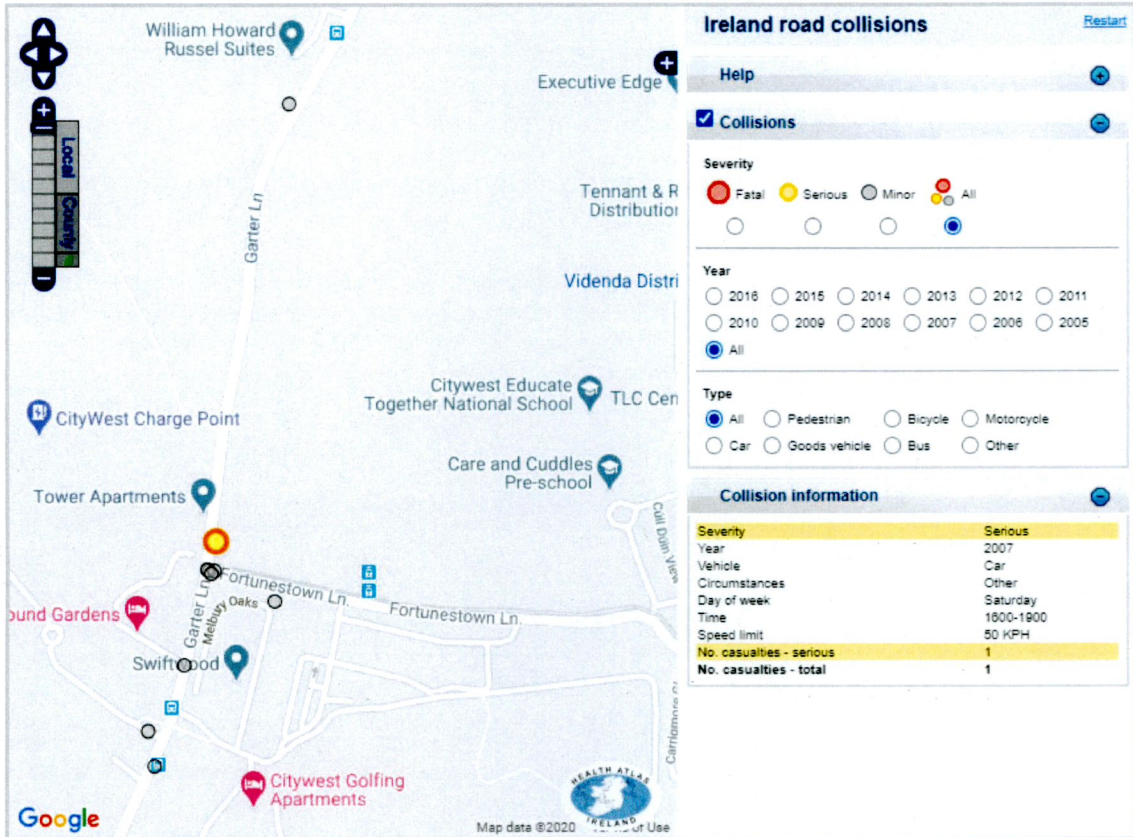 William Howard
Russel Suites
Executive Edge
Tennant & R
Distribution
Garter Ln
Local County
Videnda Distri
Citywest Educate
Together National School
TLC Cen
CityWest Charge Point
Care and Cuddles
Pre-school
Tower Apartments
Cúil Dúin View
Fortunestown Ln.
Fortunestown Ln.
Garter Ln.
Melbury Oaks
ound Gardens
Swiftwood
Citywest Golfing
Apartments
HEALTH ATLAS
IRELAND
Google
Map data ©2020
of Use
Ireland road collisions
Restart
Help
Collisions
Severity
Fatal Serious Minor All
Year
2016 2015 2014 2013 2012 2011
2010 2009 2008 2007 2006 2005
All
Type
All Pedestrian Bicycle Motorcycle
Car Goods vehicle Bus Other
Collision information
Severity Serious
Year 2007
Vehicle Car
Circumstances Other
Day of week Saturday
Time 1600-1900
Speed limit 50 KPH
No. casualties - serious 1
No. casualties - total 1